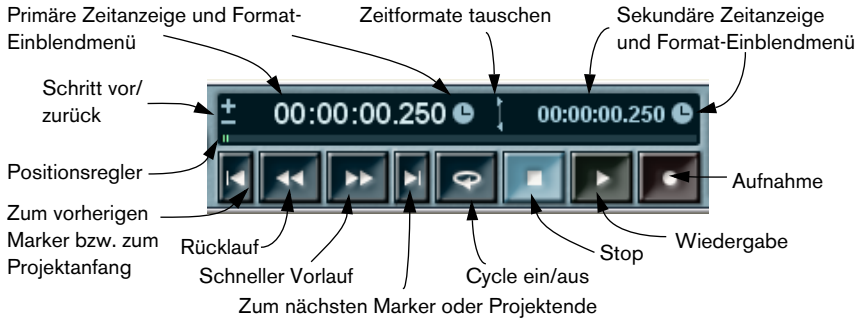 Primäre Zeitanzeige und Format-
Einblendmenü
Zeitformate tauschen
Sekundäre Zeitanzeige
und Format-Einblendmenü
Schritt vor/
zurück
00:00:00.250
00:00:00.250
Positionsregler
Aufnahme
Zum vorherigen
Marker bzw. zum
Projektanfang
Rücklauf
Schneller Vorlauf
Cycle ein/aus
Stop
Wiedergabe
Zum nächsten Marker oder Projektende